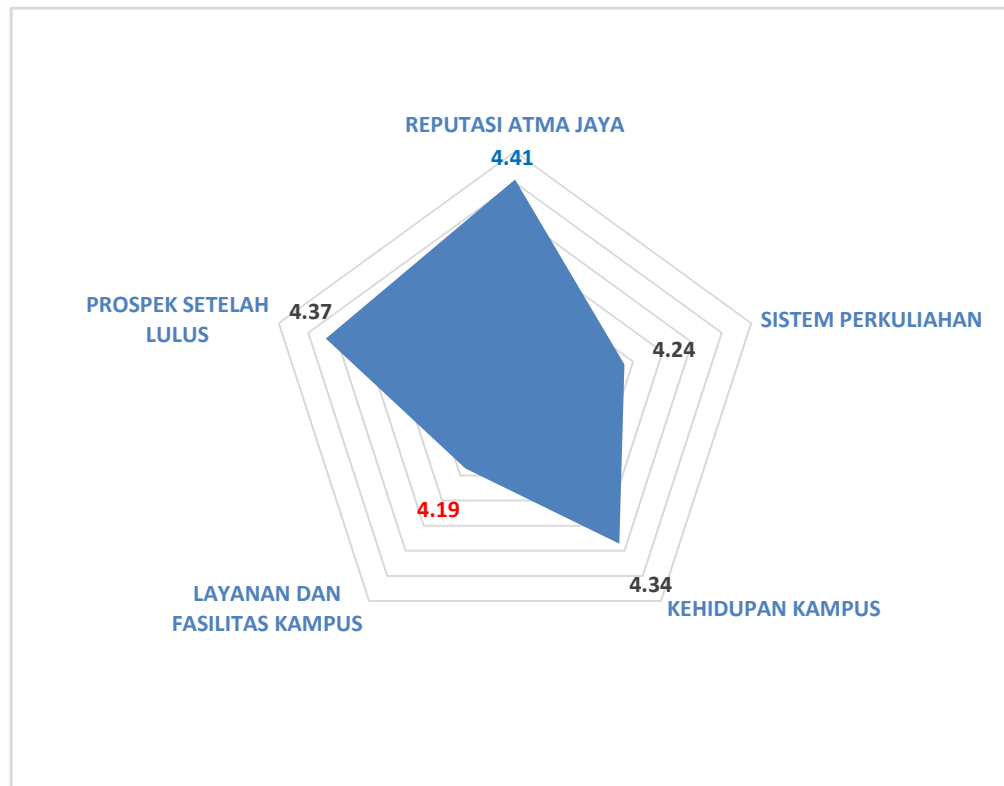 REPUTASI ATMA JAYA
4.41
PROSPEK SETELAH
LULUS
4.37
SISTEM PERKULIAHAN
4.24
4.19
4.34
LAYANAN DAN
FASILITAS KAMPUS
KEHIDUPAN KAMPUS